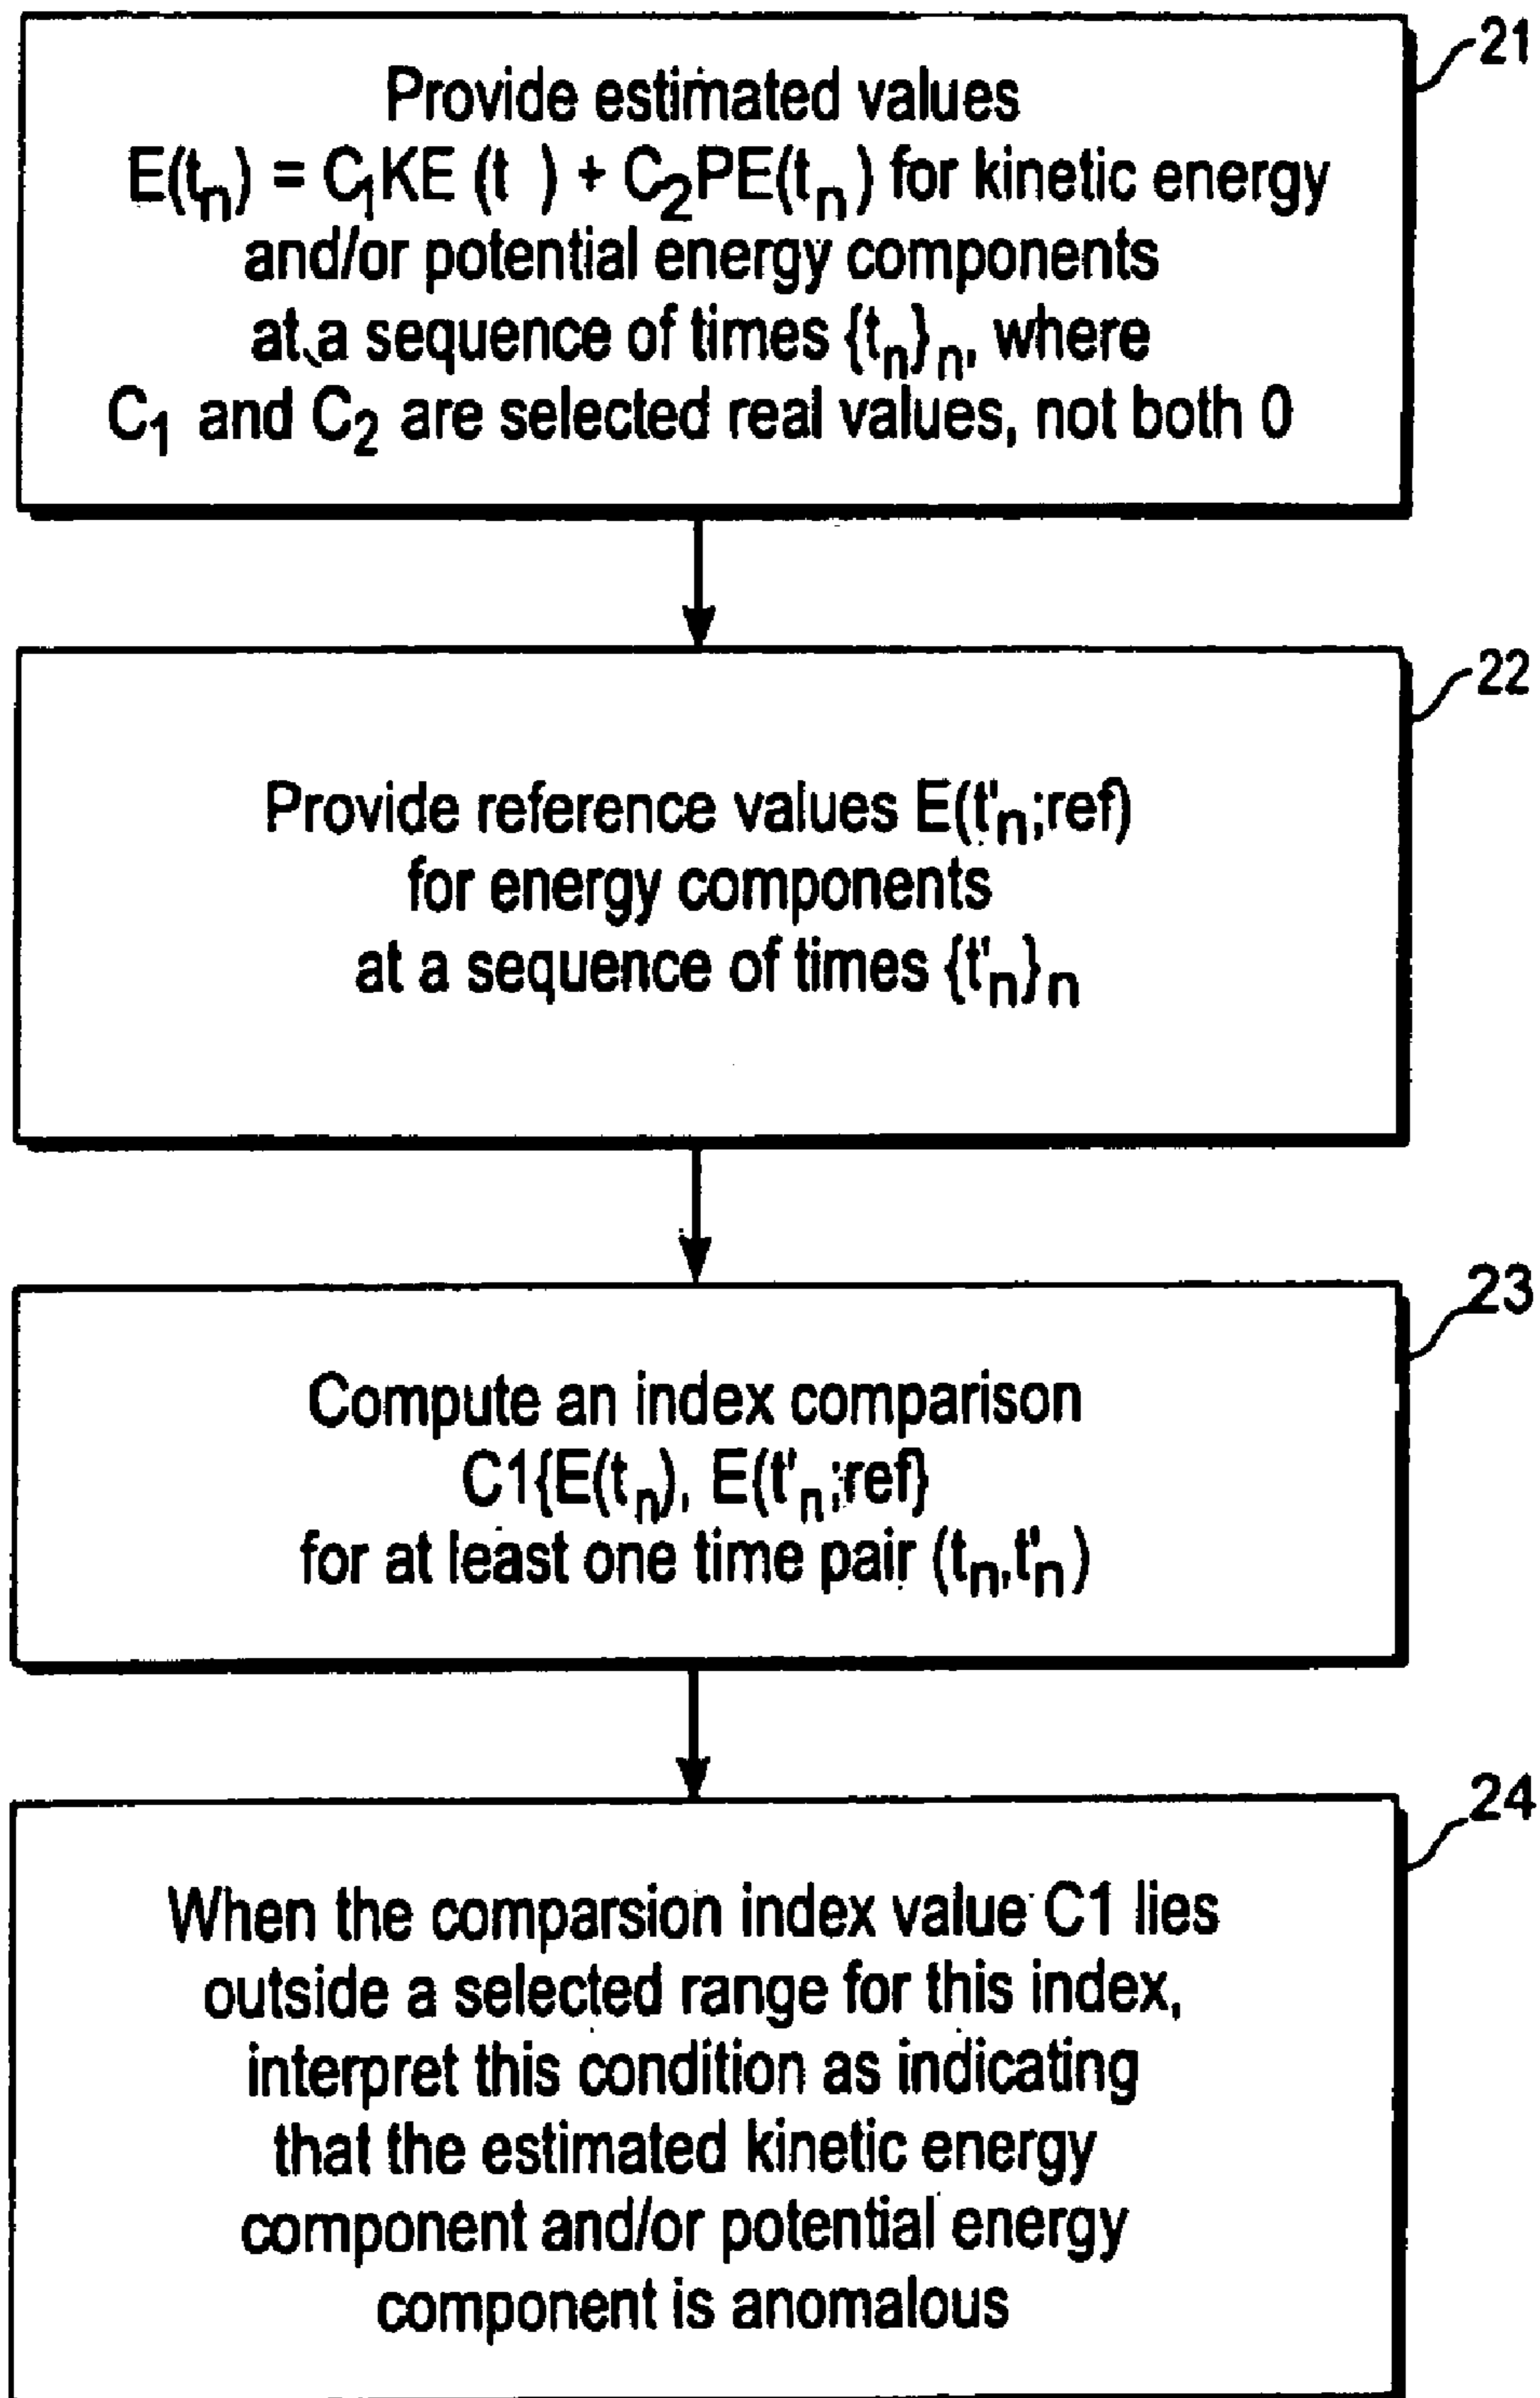 21
Provide estimated values
E(tₙ) = C₁KE (t ) + C₂PE(tₙ) for kinetic energy
and/or potential energy components
at a sequence of times {tₙ}ₙ, where
C₁ and C₂ are selected real values, not both 0
22
Provide reference values E(t'ₙ;ref)
for energy components
at a sequence of times {t'ₙ}ₙ
23
Compute an index comparison
C1{E(tₙ), E(t'ₙ;ref}
for at least one time pair (tₙ,t'ₙ)
24
When the comparsion index value C1 lies
outside a selected range for this index,
interpret this condition as indicating
that the estimated kinetic energy
component and/or potential energy
component is anomalous